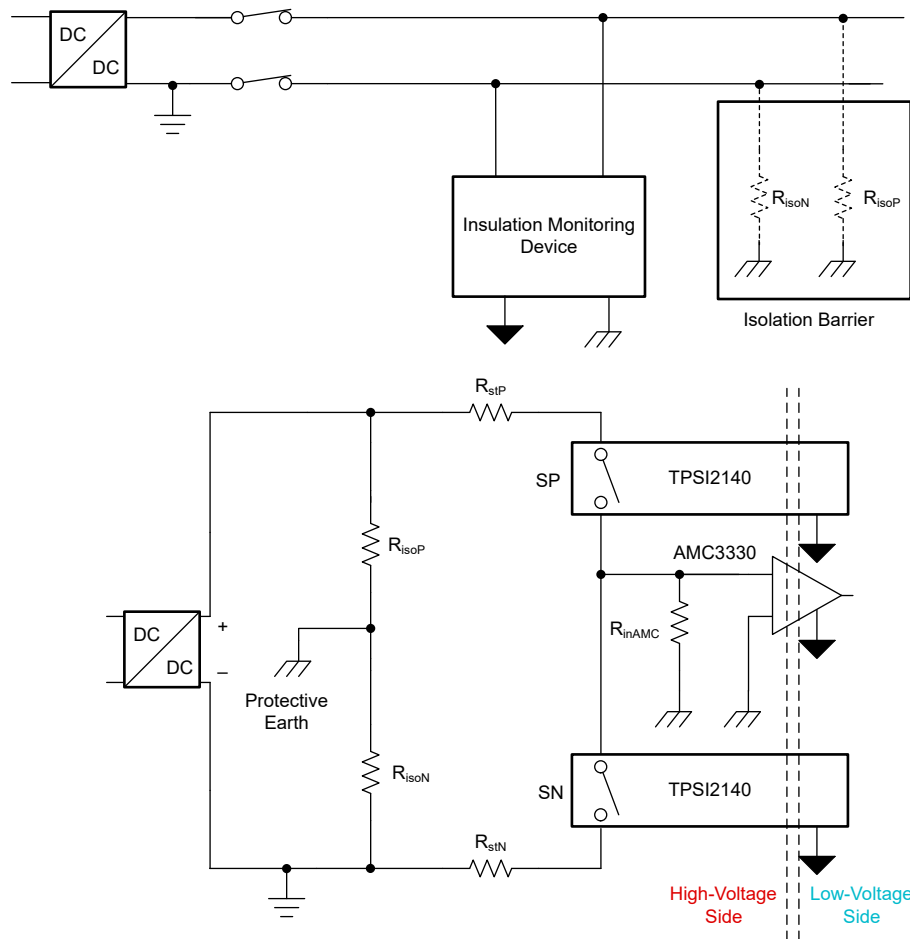 DC
DC
Insulation Monitoring
Device
RisoN
RisoP
Isolation Barrier
RstP
SP
TPSI2140
RisoP
AMC3330
DC
DC
+
–
RinAMC
Protective
Earth
RisoN
SN
TPSI2140
RstN
High-Voltage
Side
Low-Voltage
Side